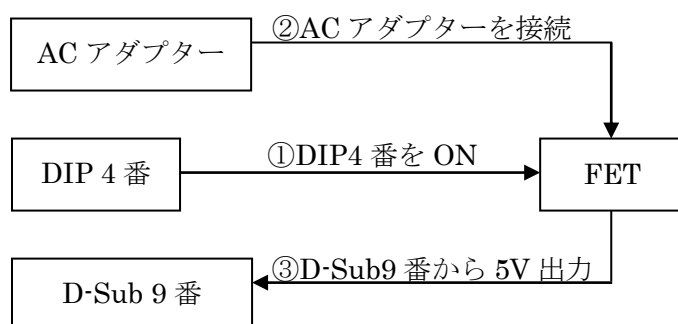 ②AC アダプターを接続
AC アダプター
①DIP4 番を ON
DIP 4 番
FET
③D-Sub9 番から 5V 出力
D-Sub 9 番